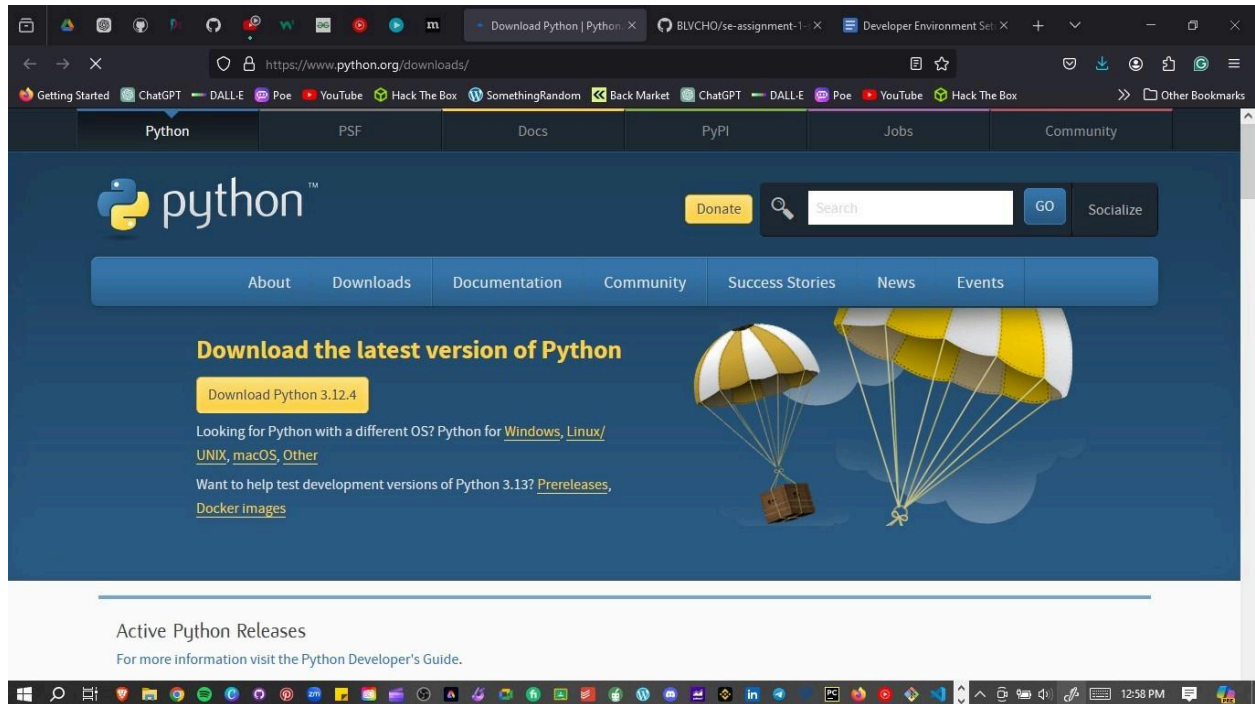 m
Download Python | Python.
BLVCHO/se-assignment-1-
Developer Environment Set
https://www.python.org/downloads/
Getting Started ChatGPT DALL·E Poe YouTube Hack The Box SomethingRandom Back Market ChatGPT DALL·E Poe YouTube Hack The Box Other Bookmarks
Python PSF Docs PyPI Jobs Community
python™
Donate Search GO Socialize
About Downloads Documentation Community Success Stories News Events
Download the latest version of Python
Download Python 3.12.4
Looking for Python with a different OS? Python for Windows, Linux/
UNIX, macOS, Other
Want to help test development versions of Python 3.13? Prereleases,
Docker images
Active Python Releases
For more information visit the Python Developer's Guide.
12:58 PM